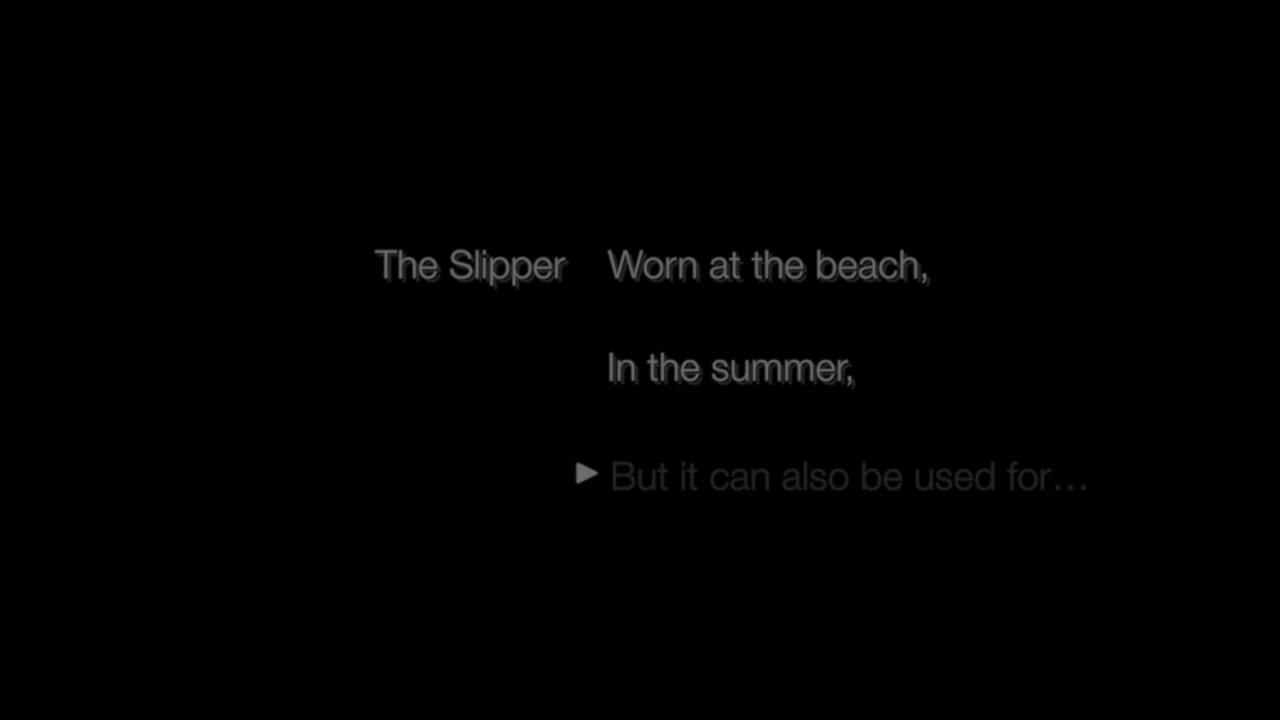 The Slipper Worn at the beach,
In the summer,
But it can also be used for…